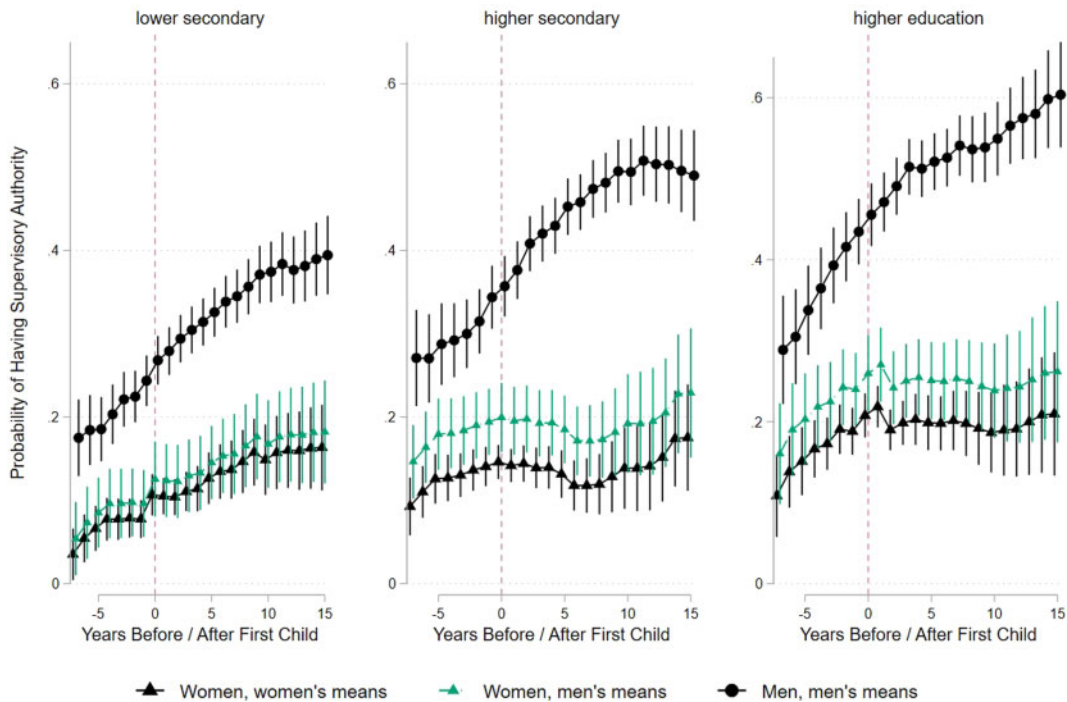 lower secondary
higher secondary
higher education
Probability of Having Supervisory Authority
.6
.4
.2
0
-5 0 5 10 15
Years Before / After First Child
.6
.4
.2
0
-5 0 5 10 15
Years Before / After First Child
.6
.4
.2
0
-5 0 5 10 15
Years Before / After First Child
Women, women's means
Women, men's means
Men, men's means